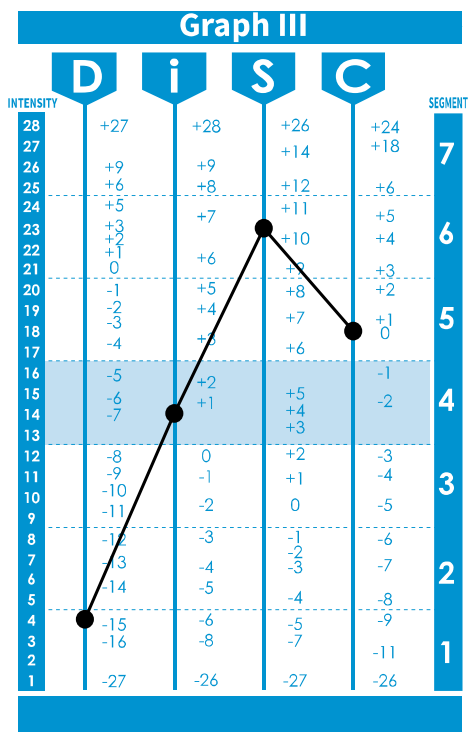 Graph III
D i S C
INTENSITY SEGMENT
28 +27 +28 +26 +24
27 +14 +18 7
26 +9 +9
25 +6 +8 +12 +6
24 +5 +7 +11 +5
23 +3 6
+2 +10 +4
22 +1 +6
21 0 +9 +3
20 -1 +5 +8 +2
19 -2 +4
-3 +7 +1 5
18 0
17 -4 +3 +6
16 -5 +2 -1
15 -6 +1 +5 -2 4
14 -7 +4
13 +3
12 -8 0 +2 -3
11 -9 -1 +1 -4 3
10 -10 -2 0 -5
9 -11
8 -12 -3 -1 -6
7 -13 -4 -2 -7
-3 2
6 -14 -5
5 -4 -8
4 -15 -6 -5 -9
3 -16 -8 -7
2 -11 1
1 -27 -26 -27 -26